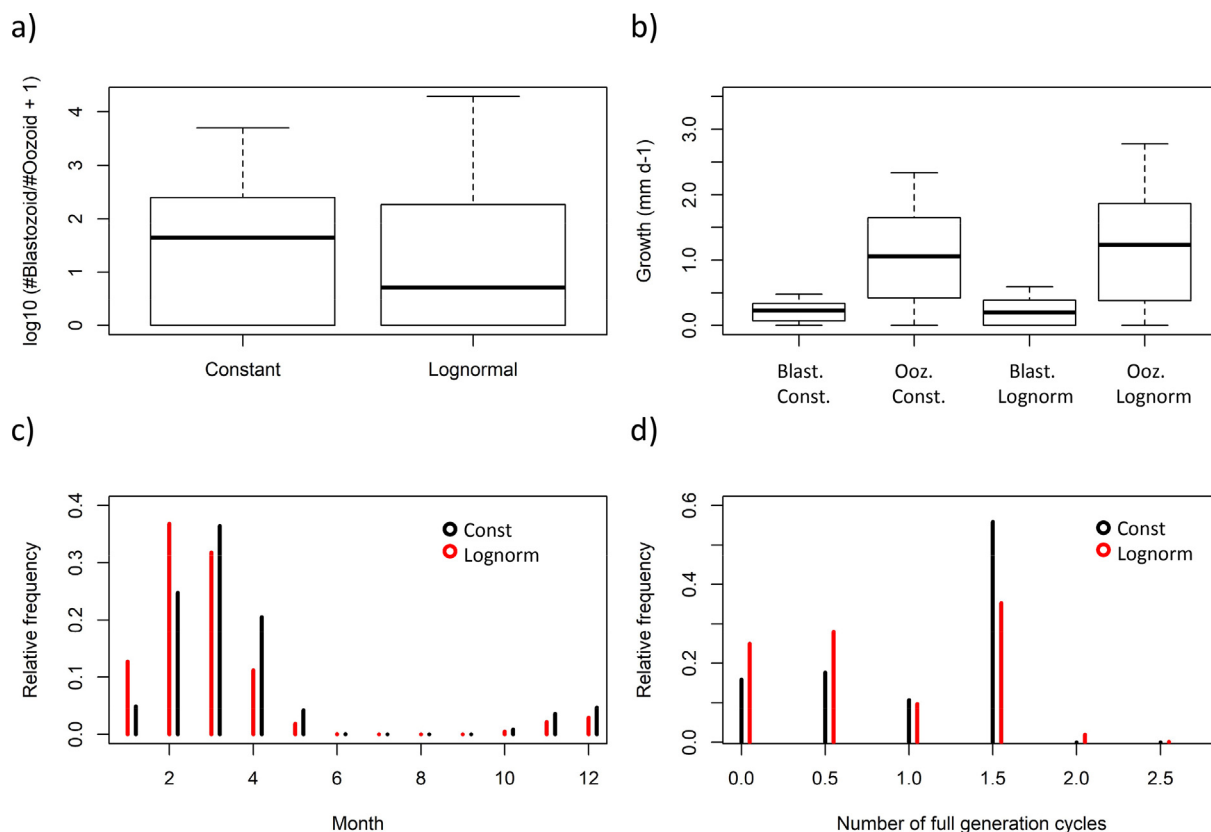 a)
log10 (#Blastozoid/#Oozoid + 1)
0
1
2
3
4
Constant
Lognormal
b)
Growth (mm d-1)
0.0
1.0
2.0
3.0
Blast.
Const.
Ooz.
Const.
Blast.
Lognorm
Ooz.
Lognorm
c)
Relative frequency
0.0
0.1
0.2
0.3
0.4
Const
Lognorm
2
4
6
8
10
12
Month
d)
Relative frequency
0.0
0.2
0.4
0.6
Const
Lognorm
0.0
0.5
1.0
1.5
2.0
2.5
Number of full generation cycles